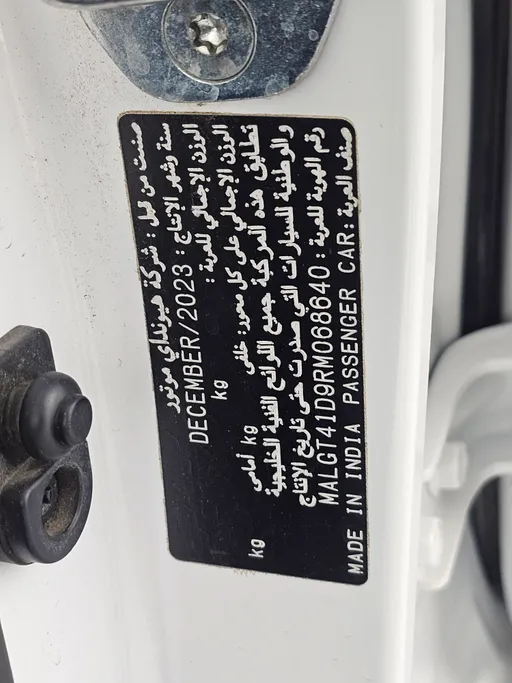 صنعت من قبل : شركة هيونداي موتور
سنة وشهر الإنتاج : DECEMBER/2023
الوزن الإجمالي للعربة : kg
الوزن الإجمالي على كل محور: خلفي kg أمامي kg
تطابق هذه المركبة جميع اللوائح الفنية الخليجية
والوطنية للسيارات التي صدرت حتى تاريخ الإنتاج
رقم الهوية للعربة : MALGT41D9RM068640
صنف العربة : MADE IN INDIA PASSENGER CAR